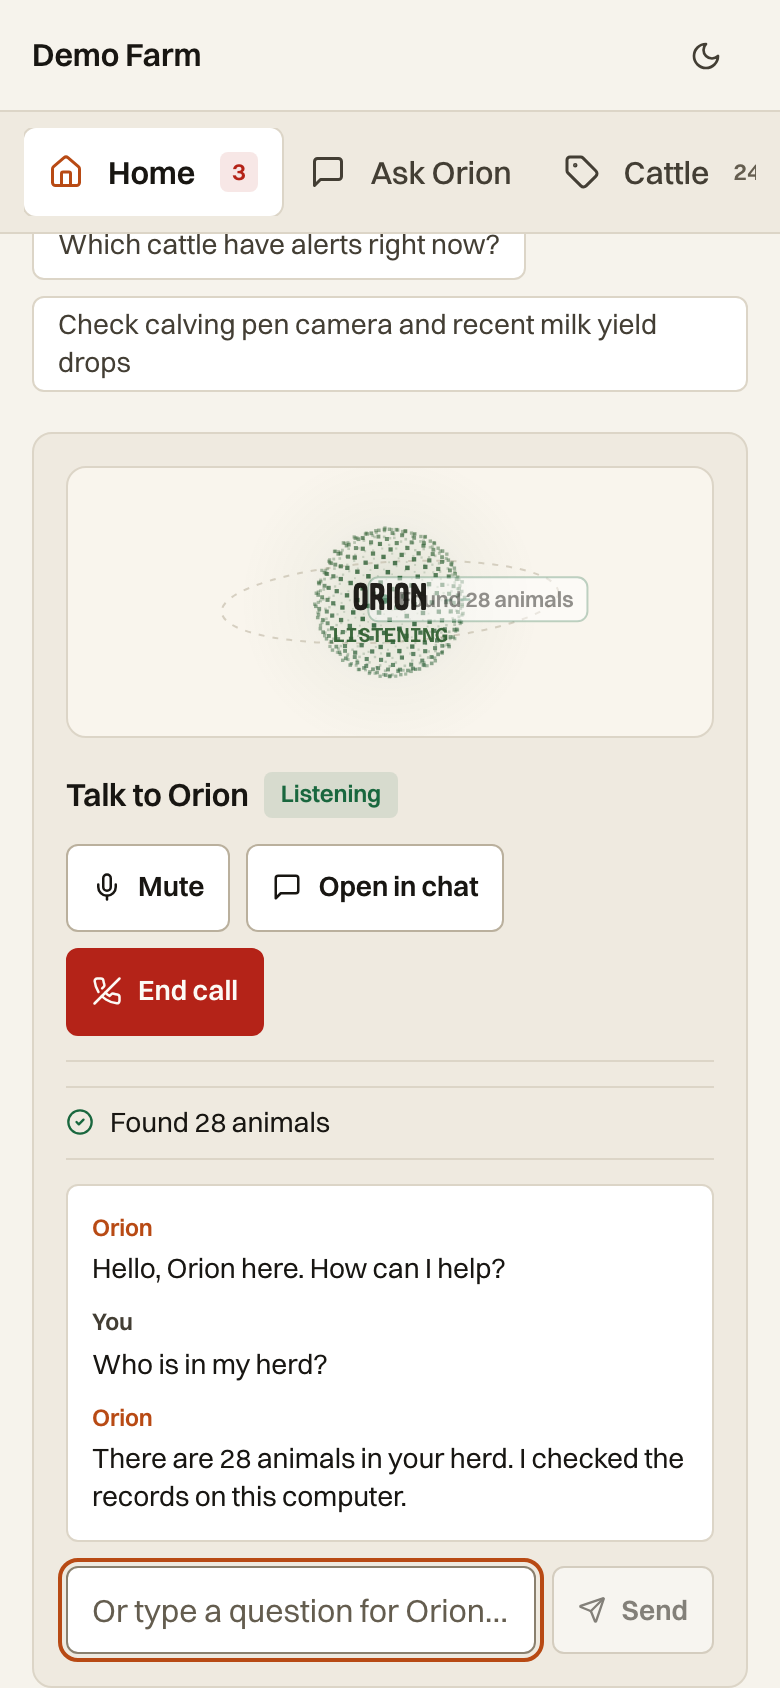 Demo Farm
Home 3 Ask Orion Cattle 24
Which cattle have alerts right now?
Check calving pen camera and recent milk yield
drops
ORION
Found 28 animals
LISTENING
Talk to Orion Listening
Mute Open in chat
End call
Found 28 animals
Orion
Hello, Orion here. How can I help?
You
Who is in my herd?
Orion
There are 28 animals in your herd. I checked the
records on this computer.
Or type a question for Orion... Send